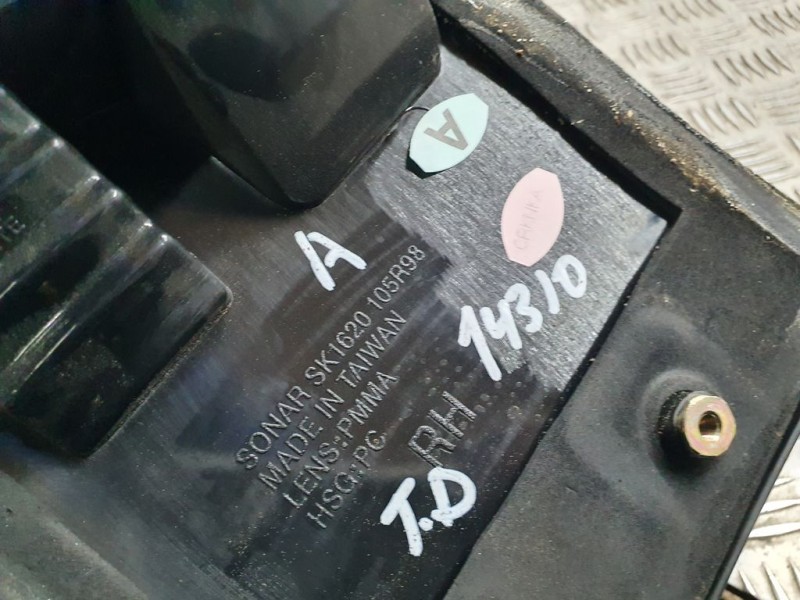 A
A
SONAR SK1620 105R98
MADE IN TAIWAN
LENS:PMMA
HSG:PC
RH
14310
T.D